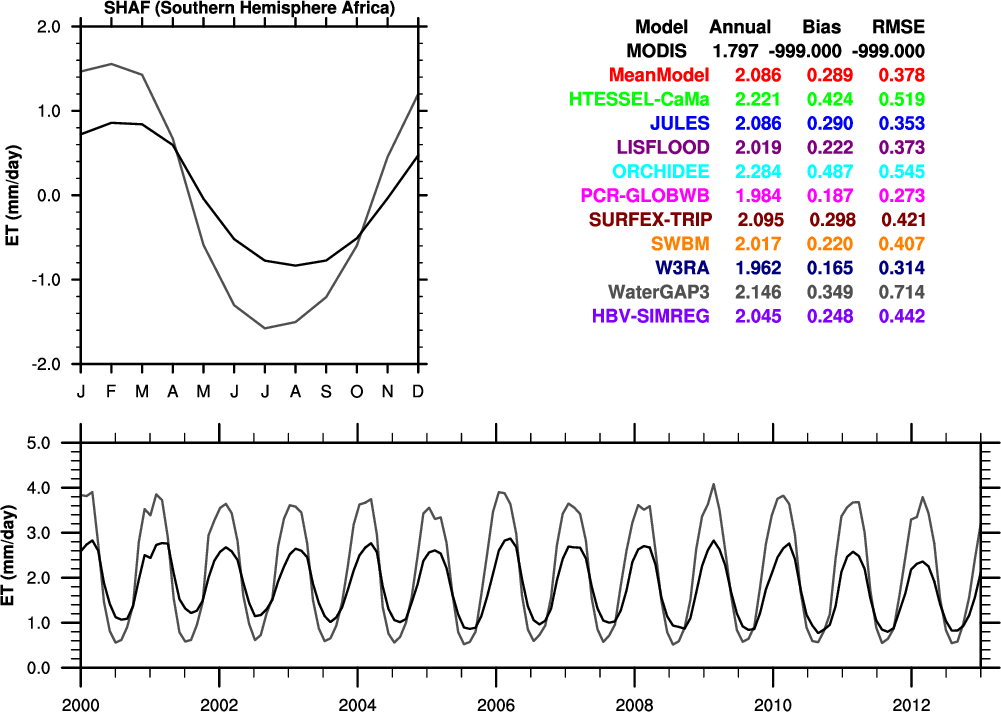 SHAF (Southern Hemisphere Africa)
2.0
1.0
0.0
-1.0
-2.0
ET (mm/day)
J F M A M J J A S O N D
Model Annual Bias RMSE
MODIS 1.797 -999.000 -999.000
MeanModel 2.086 0.289 0.378
HTESSEL-CaMa 2.221 0.424 0.519
JULES 2.086 0.290 0.353
LISFLOOD 2.019 0.222 0.373
ORCHIDEE 2.284 0.487 0.545
PCR-GLOBWB 1.984 0.187 0.273
SURFEX-TRIP 2.095 0.298 0.421
SWBM 2.017 0.220 0.407
W3RA 1.962 0.165 0.314
WaterGAP3 2.146 0.349 0.714
HBV-SIMREG 2.045 0.248 0.442
5.0
4.0
3.0
2.0
1.0
0.0
ET (mm/day)
2000 2002 2004 2006 2008 2010 2012